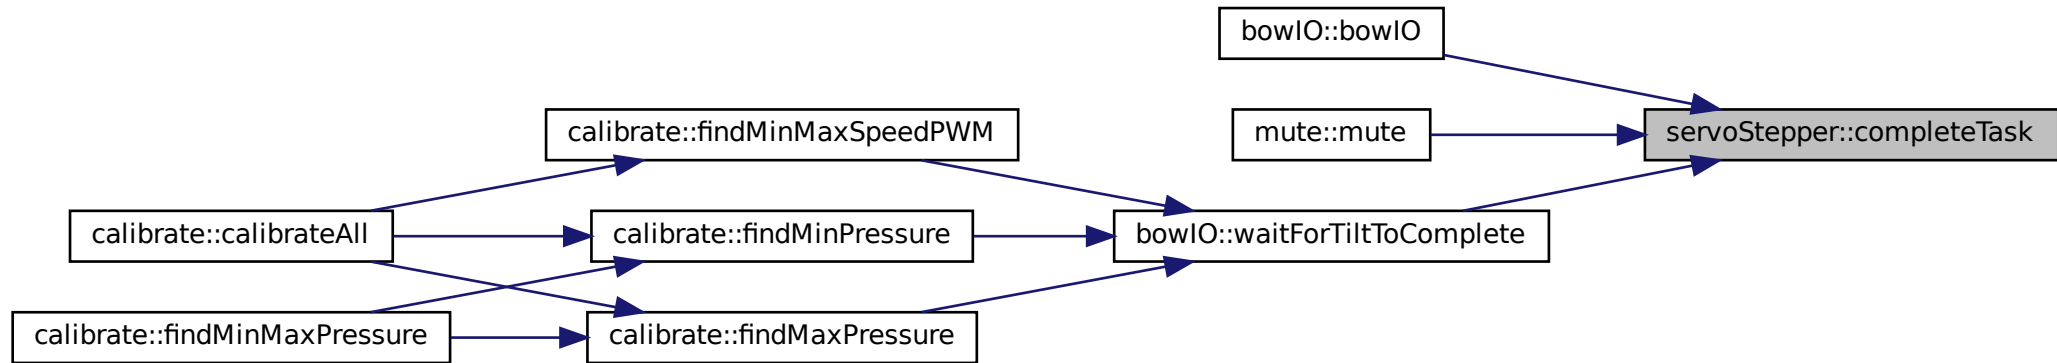 bowIO::bowIO
calibrate::findMinMaxSpeedPWM
mute::mute
servoStepper::completeTask
calibrate::calibrateAll
calibrate::findMinPressure
bowIO::waitForTiltToComplete
calibrate::findMinMaxPressure
calibrate::findMaxPressure